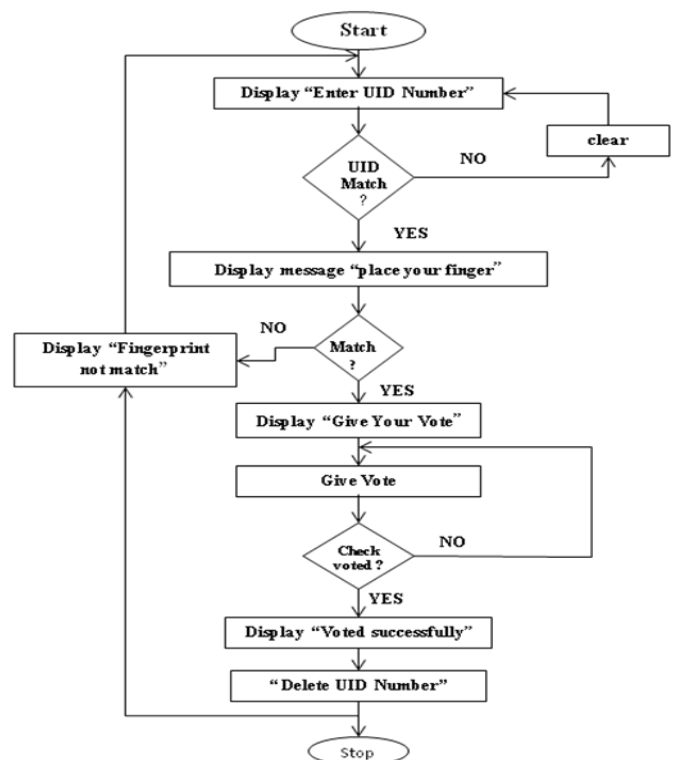 Start
Display “Enter UID Number”
clear
UID
Match
?
NO
YES
Display message “place your finger”
NO
Display “Fingerprint
not match”
Match
?
YES
Display “Give Your Vote”
Give Vote
Check
voted ?
NO
YES
Display “Voted successfully”
“Delete UID Number”
Stop